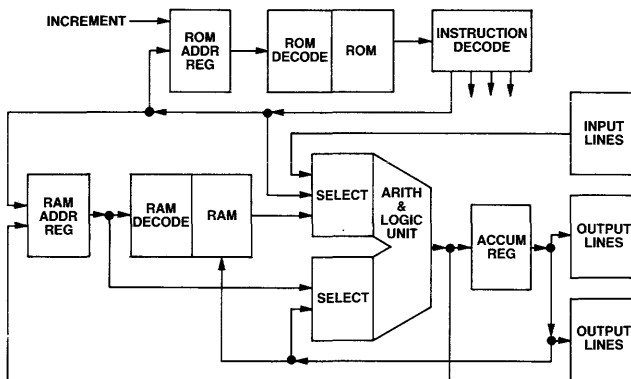 INCREMENT
ROM
ADDR
REG
ROM
DECODE
ROM
INSTRUCTION
DECODE
INPUT
LINES
RAM
ADDR
REG
RAM
DECODE
RAM
SELECT
ARITH
&
LOGIC
UNIT
SELECT
ACCUM
REG
OUTPUT
LINES
OUTPUT
LINES